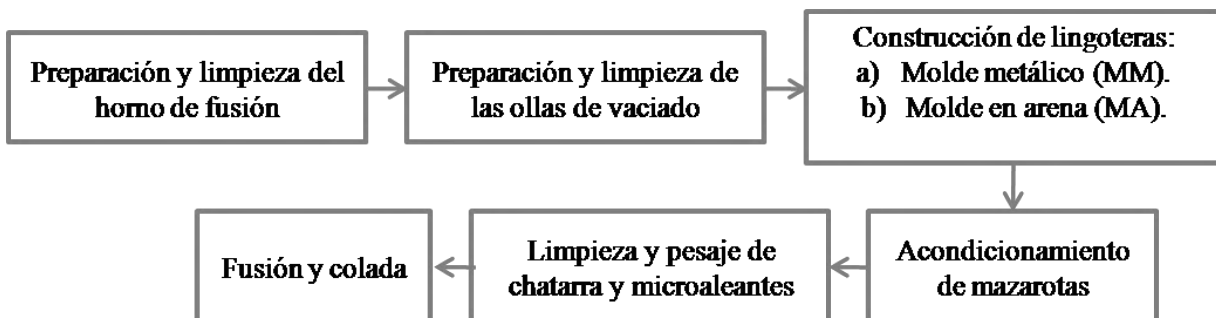 Preparación y limpieza del
horno de fusión
Preparación y limpieza de
las ollas de vaciado
Construcción de lingoteras:
a) Molde metálico (MM).
b) Molde en arena (MA).
Acondicionamiento
de mazarotas
Limpieza y pesaje de
chatarra y microaleantes
Fusión y colada